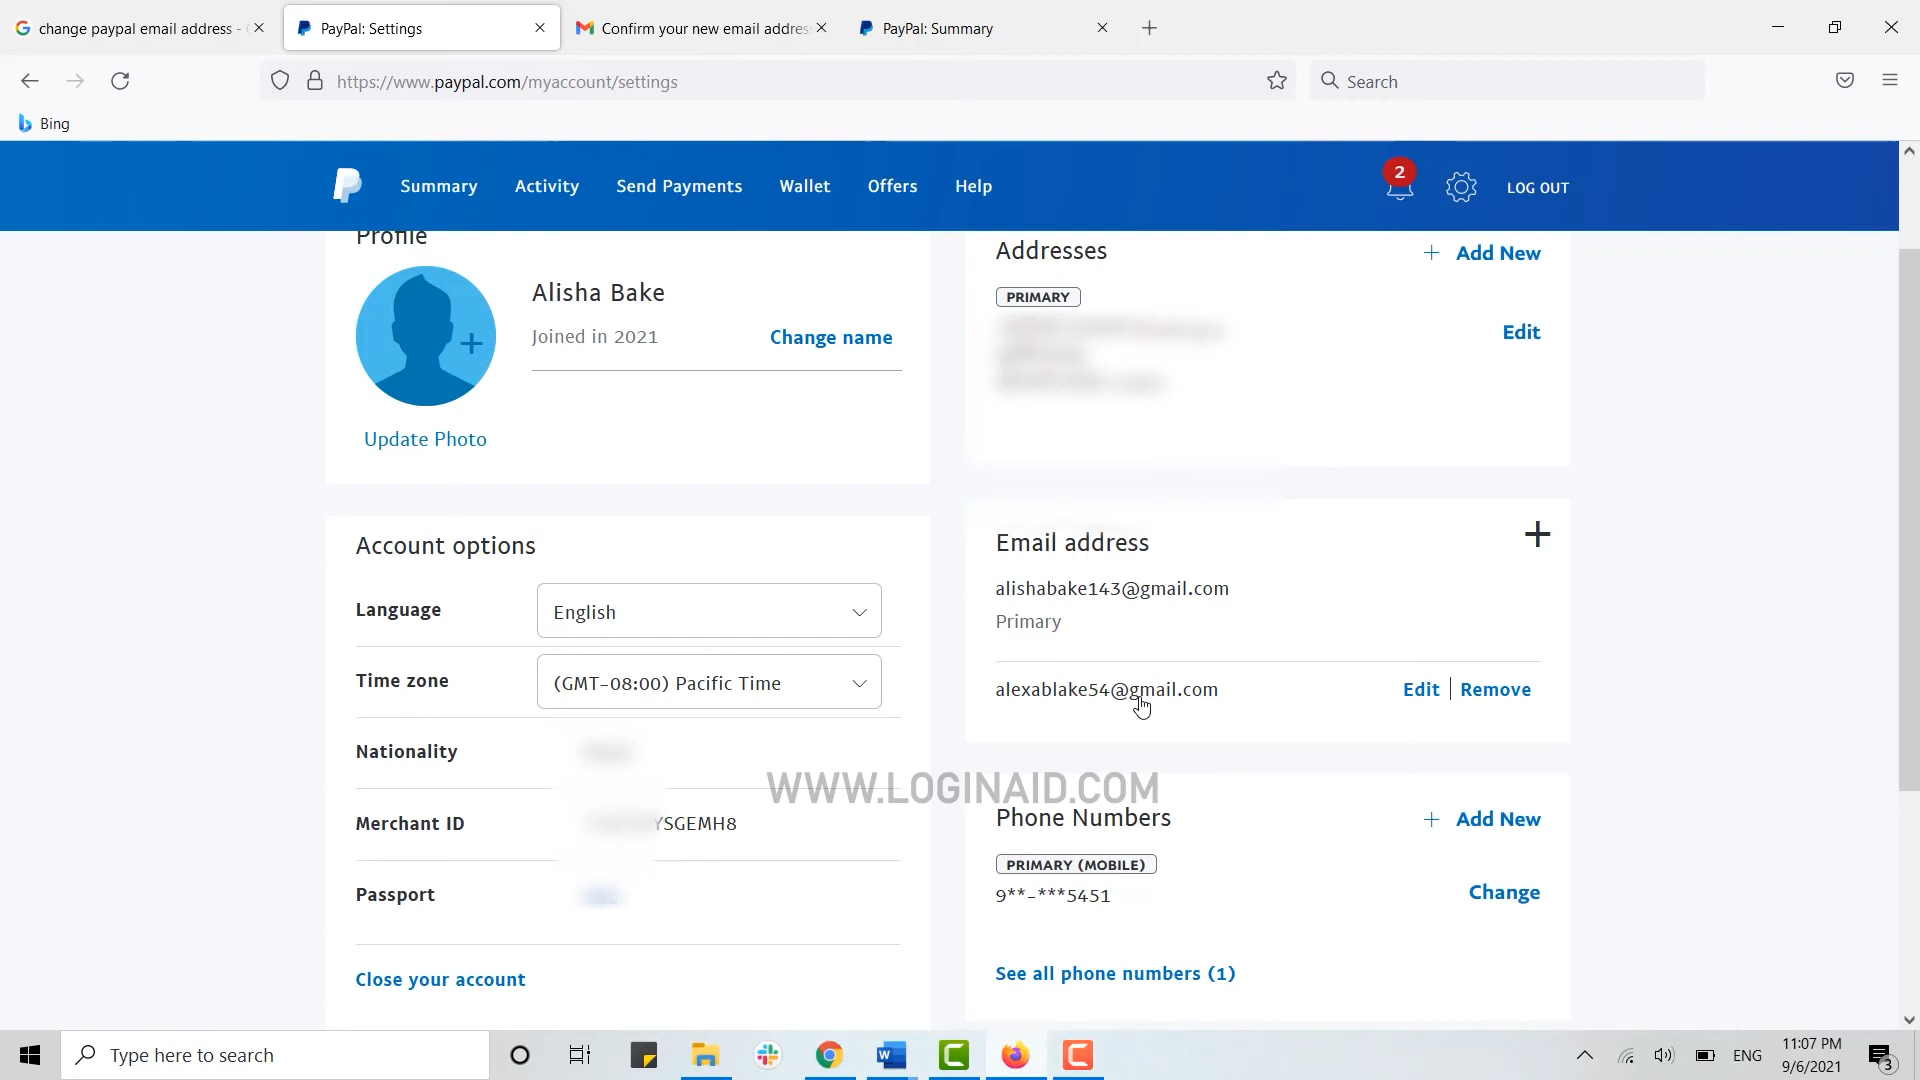 change paypal email address -
PayPal: Settings
Confirm your new email addres
PayPal: Summary
https://www.paypal.com/myaccount/settings
Search
Bing
Summary
Activity
Send Payments
Wallet
Offers
Help
2
LOG OUT
Profile
Alisha Bake
Joined in 2021
Change name
Update Photo
Addresses
+ Add New
PRIMARY
Edit
Account options
Language
English
Time zone
(GMT-08:00) Pacific Time
Nationality
Merchant ID
YSGEMH8
Passport
Close your account
Email address
alishabake143@gmail.com
Primary
alexablake54@gmail.com
Edit | Remove
WWW.LOGINAID.COM
Phone Numbers
+ Add New
PRIMARY (MOBILE)
9**-***5451
Change
See all phone numbers (1)
Type here to search
ENG
11:07 PM
9/6/2021
3